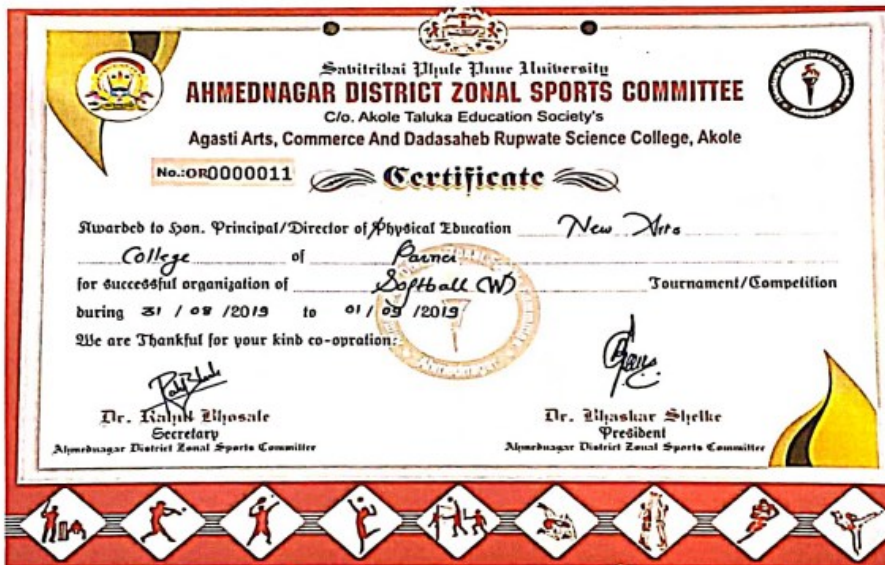 Savitribai Phule Pune University
AHMEDNAGAR DISTRICT ZONAL SPORTS COMMITTEE
C/o. Akole Taluka Education Society's
Agasti Arts, Commerce And Dadasaheb Rupwate Science College, Akole
No.:OR0000011
Certificate
Awarded to Hon. Principal/Director of Physical Education New Arts
College of Parner
for successful organization of Softball (W) Tournament/Competition
during 31 / 08 /2019 to 01 / 09 /2019
We are Thankful for your kind co-opration.
Dr. Rahul Bhosale
Dr. Bhaskar Shelke
Secretary
President
Ahmednagar District Zonal Sports Committee
Ahmednagar District Zonal Sports Committee